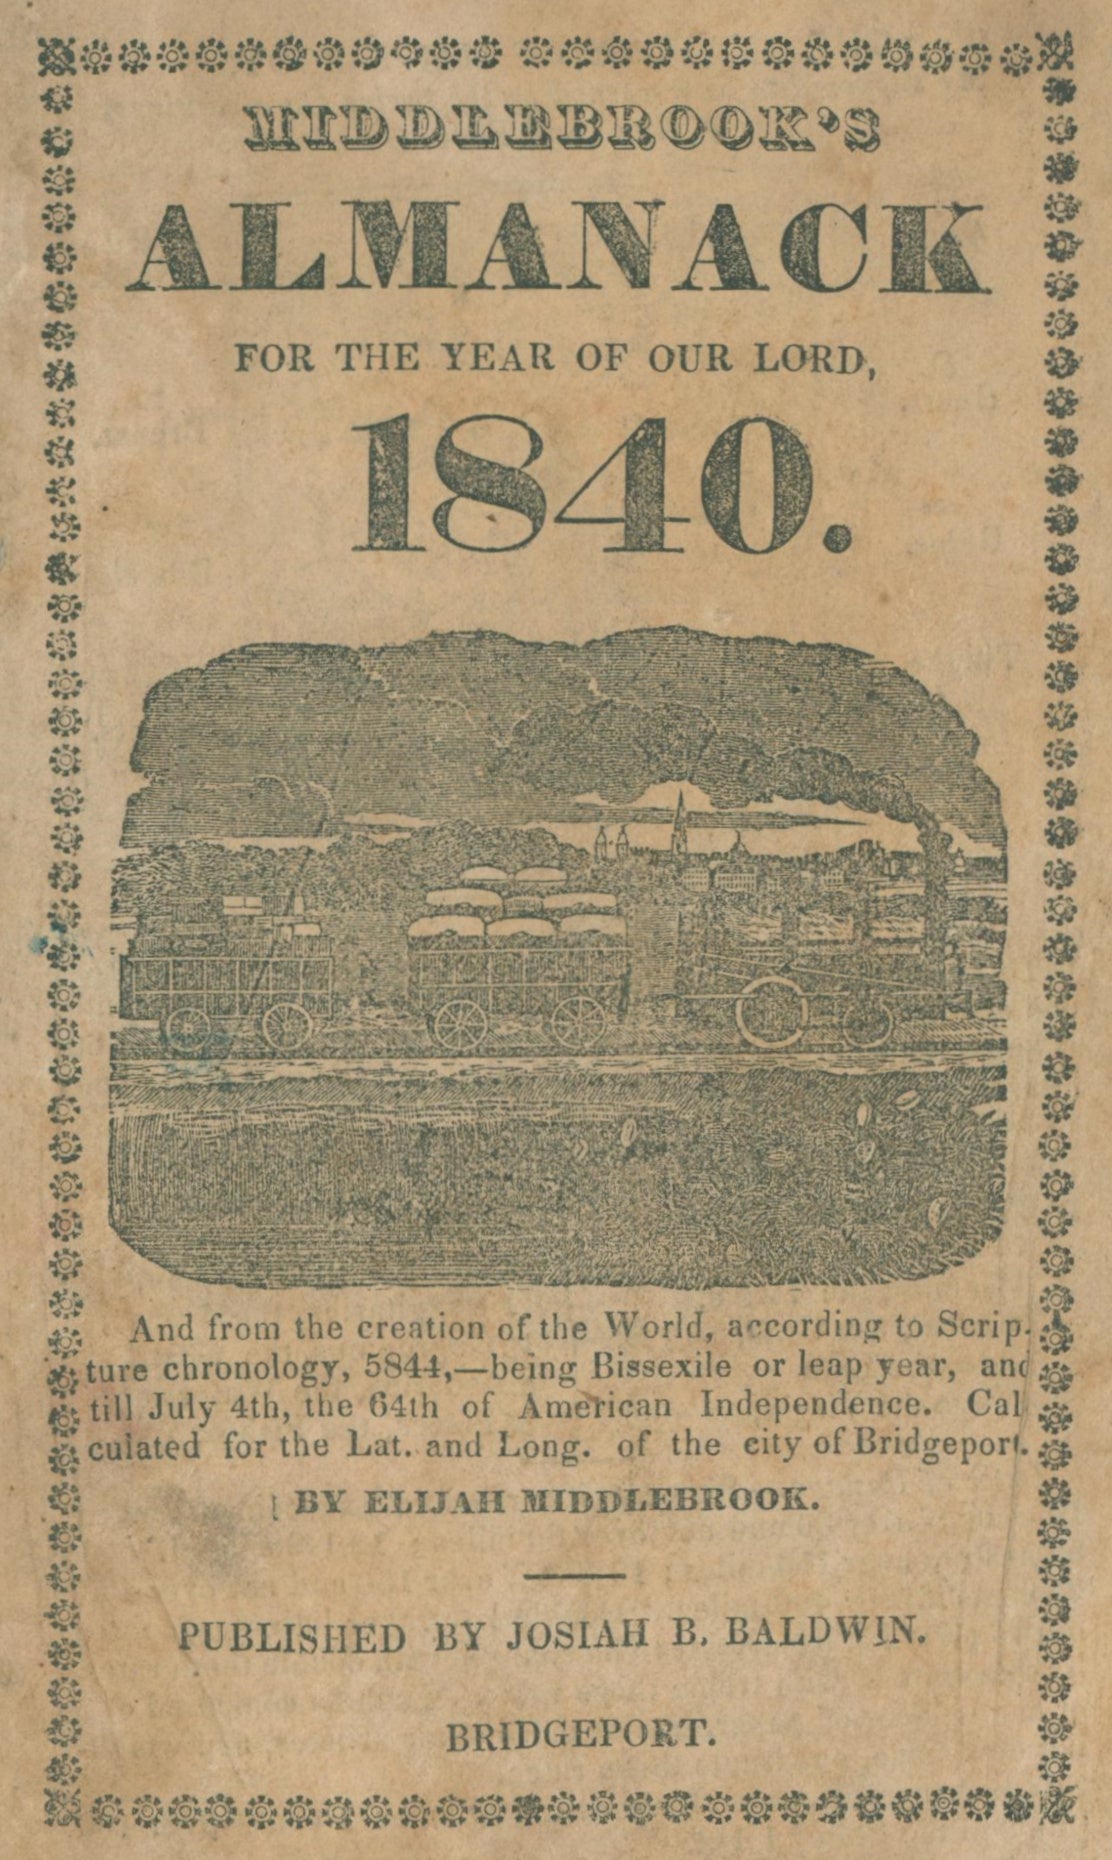 MIDDLEBROOK'S
ALMANACK
FOR THE YEAR OF OUR LORD,
1840.
And from the creation of the World, according to Scrip-
ture chronology, 5844,—being Bissexile or leap year, and
till July 4th, the 64th of American Independence. Cal
culated for the Lat. and Long. of the city of Bridgeport.
BY ELIJAH MIDDLEBROOK.
PUBLISHED BY JOSIAH B. BALDWIN.
BRIDGEPORT.